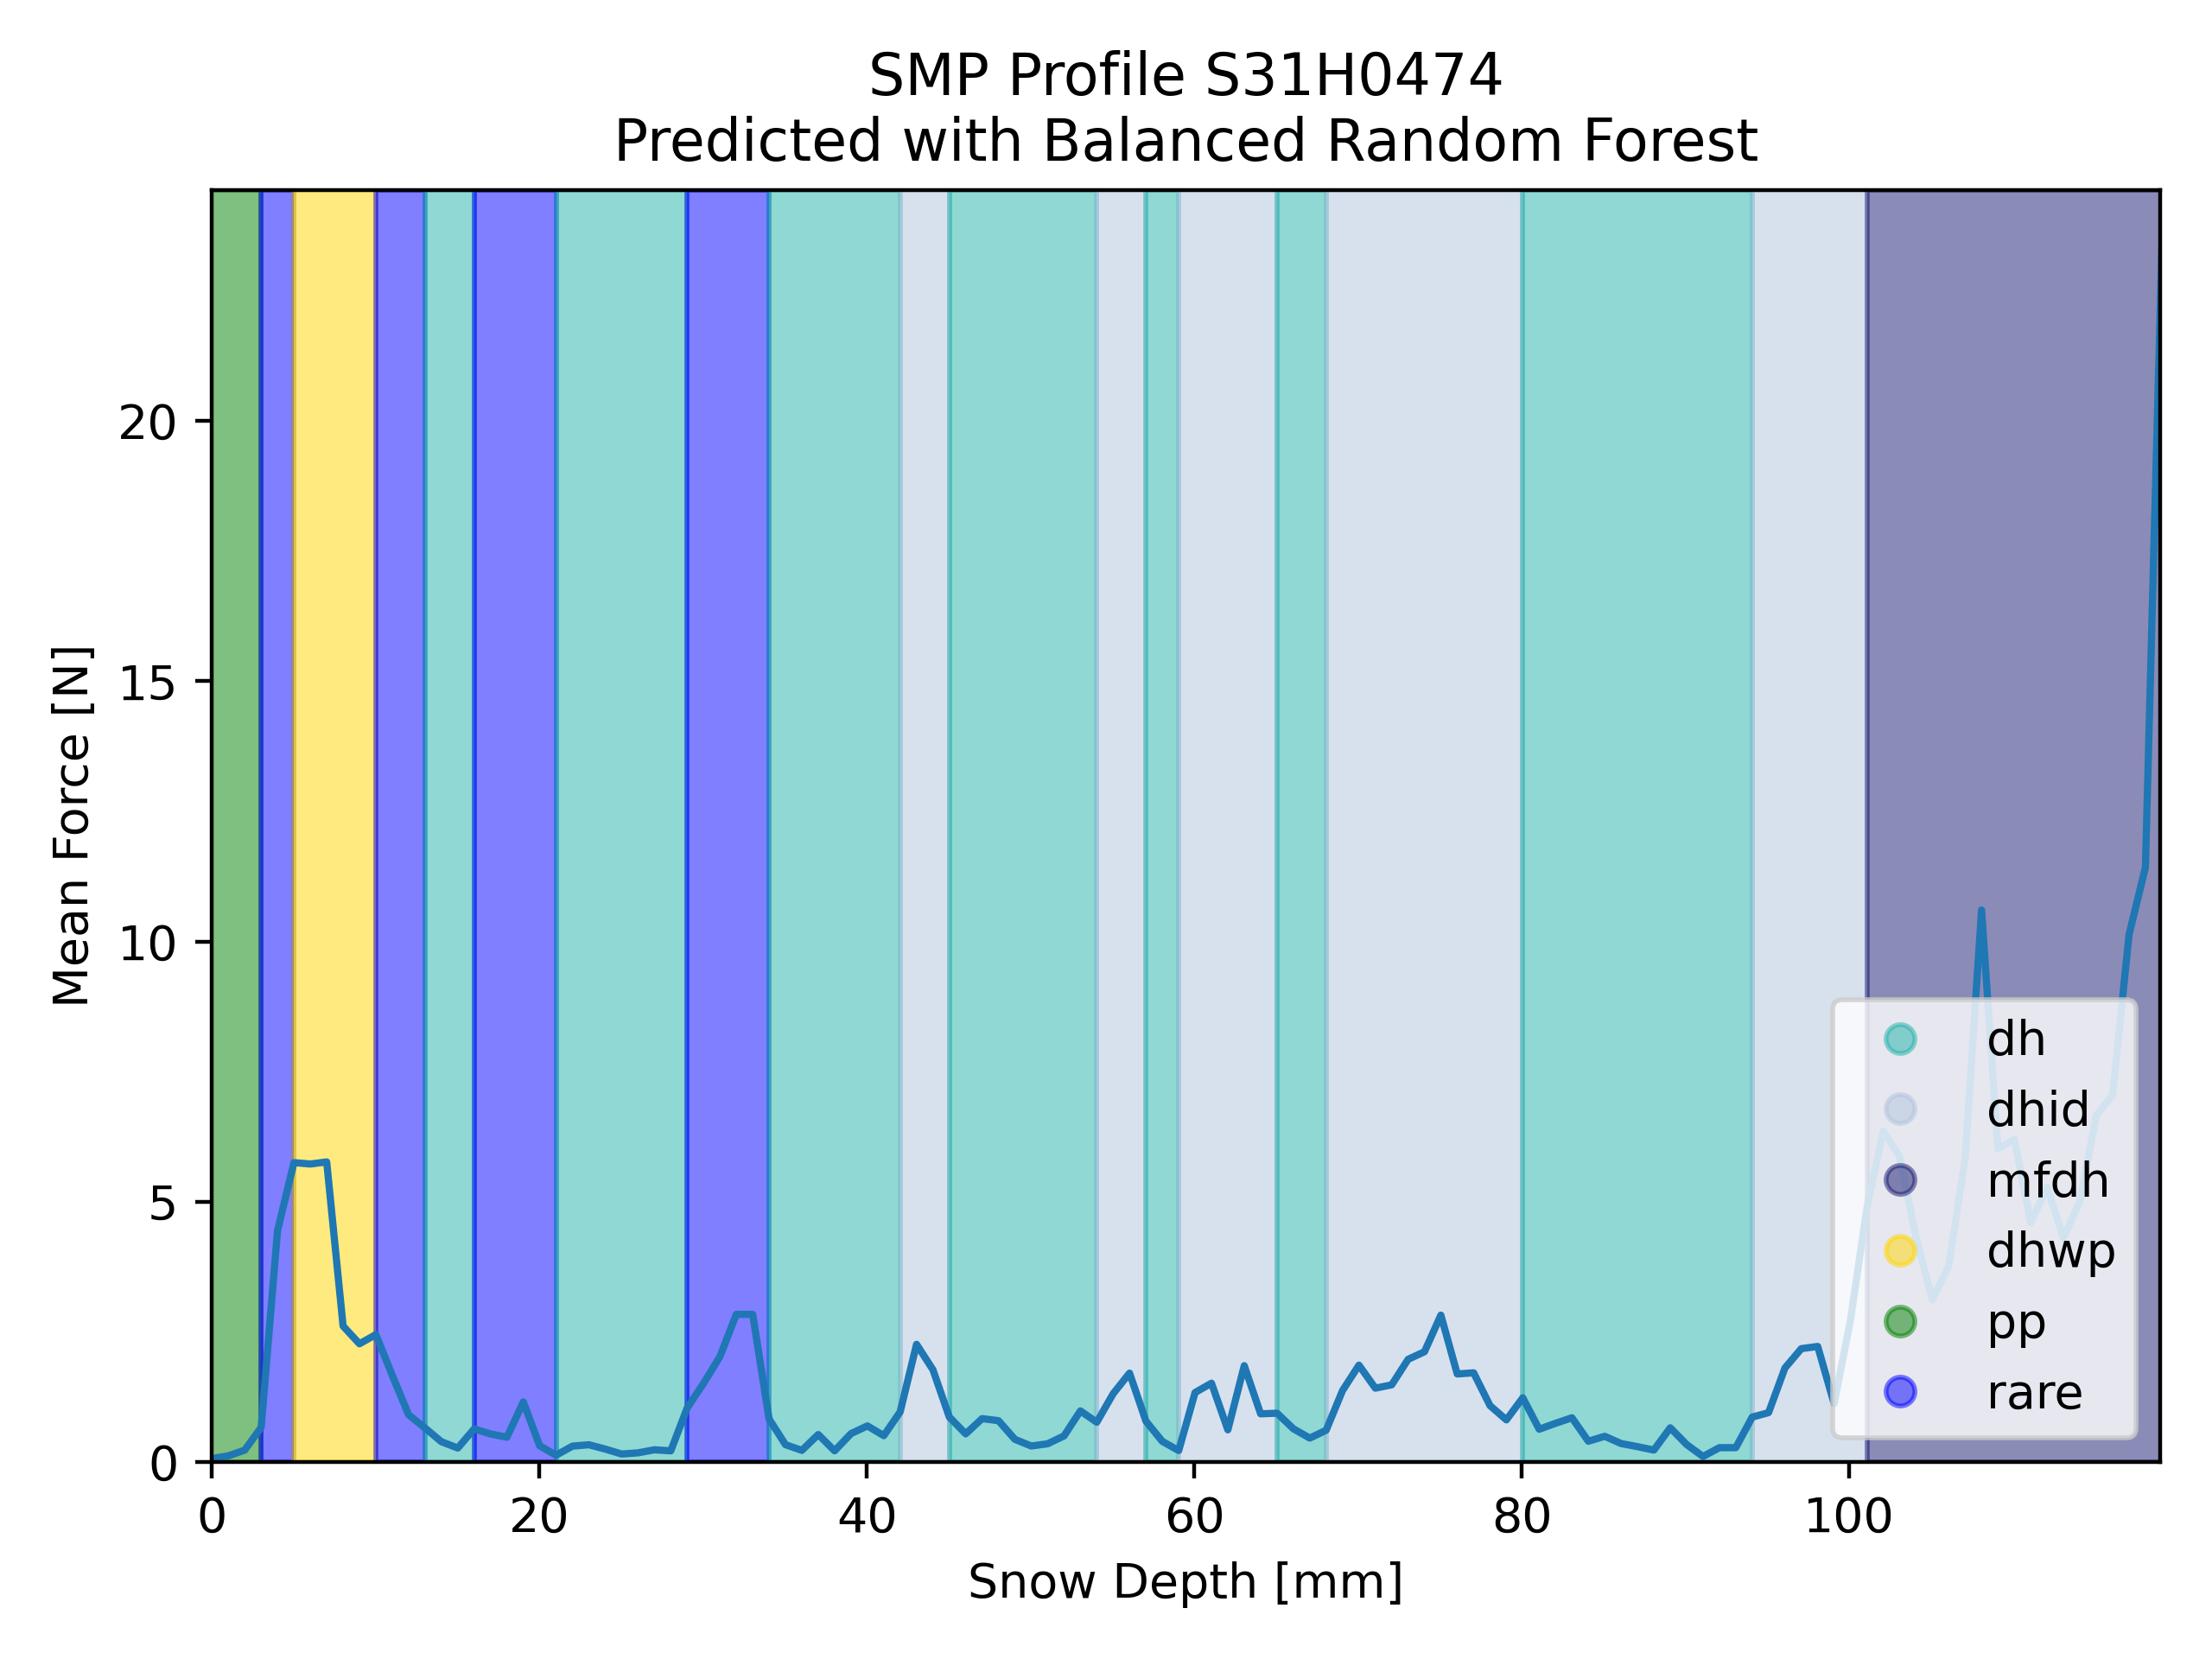 SMP Profile S31H0474
Predicted with Balanced Random Forest
Mean Force [N]
20
15
10
5
0
dh
dhid
mfdh
dhwp
pp
rare
0 20 40 60 80 100
Snow Depth [mm]